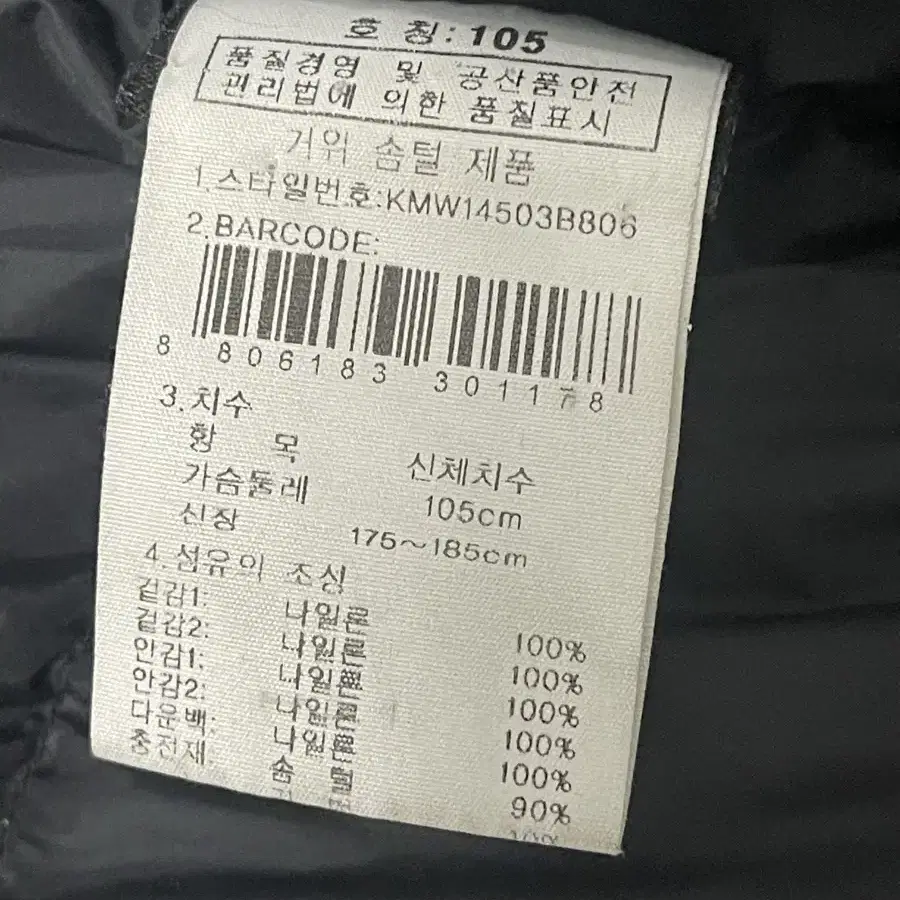 호 칭: 105
품질경영 및 공산품안전
관리법에 의한 품질표시
거위 솜털 제품
1.스타일번호:KMW14503B806
2.BARCODE:
8 806183 301178
3.치수
항 목 신체치수
가슴둘레 105cm
신장 175~185cm
4.섬유의 조성
겉감1: 나일론 100%
겉감2: 나일론 100%
안감1: 나일론 100%
안감2: 나일론 100%
다운백: 나일론 100%
충전재: 솜 털 90%
10%